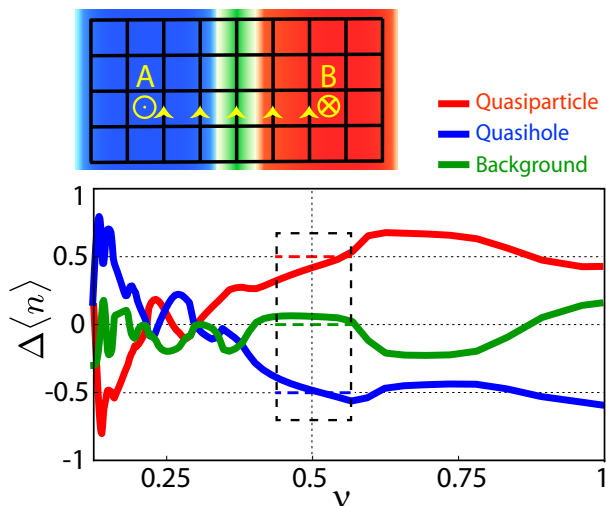 A
B
Quasiparticle
Quasihole
Background
1
0.5
0
-0.5
-1
Δ⟨n⟩
0.25
0.5
0.75
1
ν